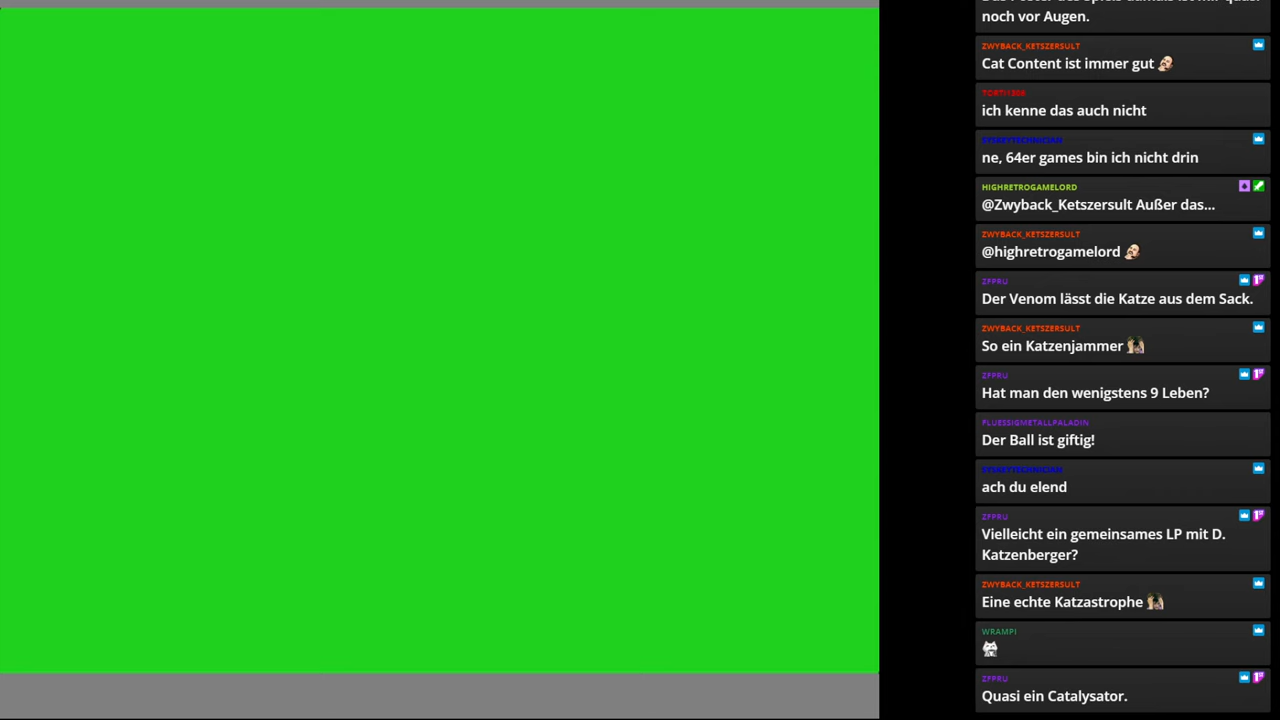 noch vor Augen.
ZWYBACK_KETSZERSULT
Cat Content ist immer gut
TORTI1308
ich kenne das auch nicht
ne, 64er games bin ich nicht drin
HIGHRETROGAMELORD
@Zwyback_Ketszersult Außer das...
ZWYBACK_KETSZERSULT
@highretrogamelord
ZFPRU
Der Venom lässt die Katze aus dem Sack.
ZWYBACK_KETSZERSULT
So ein Katzenjammer
ZFPRU
Hat man den wenigstens 9 Leben?
FLUESSIGMETALLPALADIN
Der Ball ist giftig!
ach du elend
ZFPRU
Vielleicht ein gemeinsames LP mit D.
Katzenberger?
ZWYBACK_KETSZERSULT
Eine echte Katzastrophe
WRAMPI
ZFPRU
Quasi ein Catalysator.